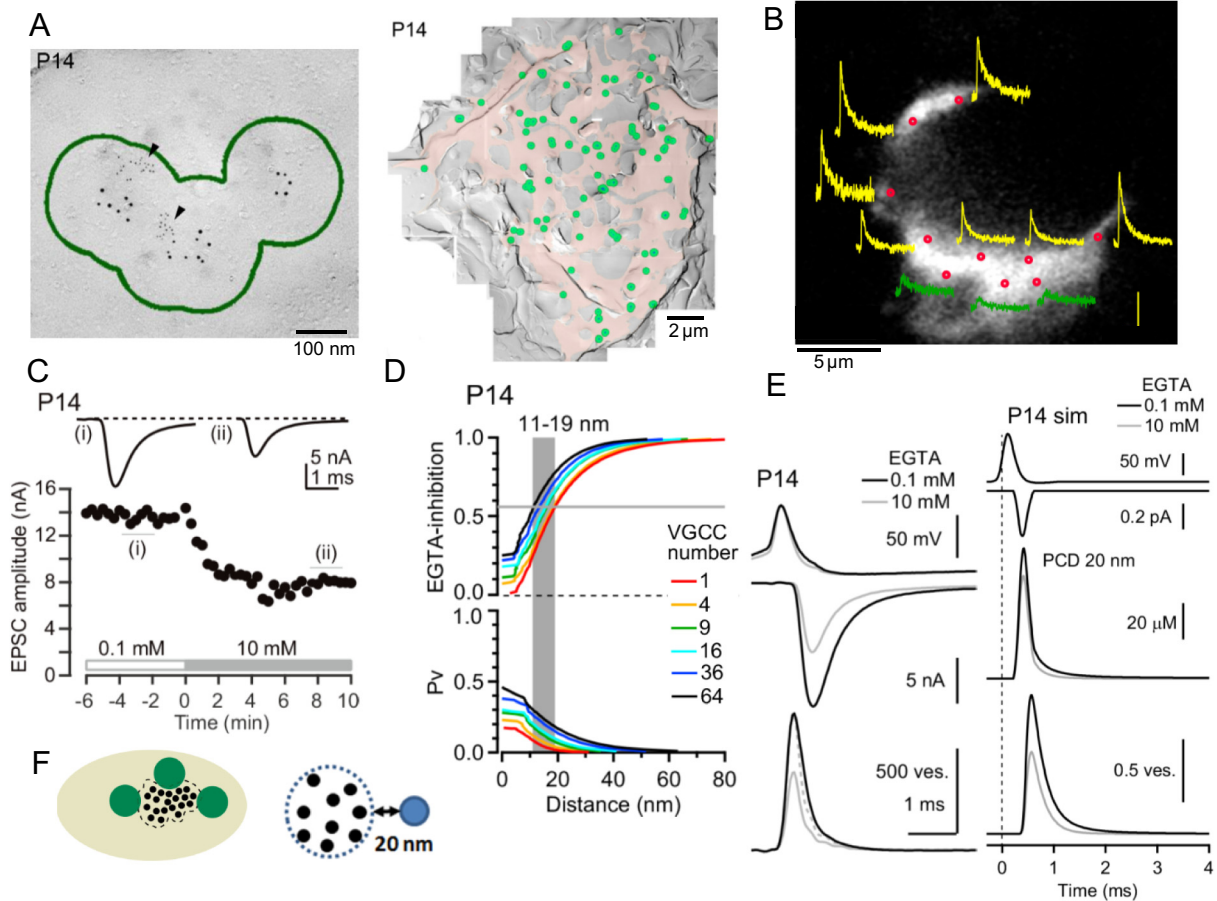 A
P14
100 nm
P14
2 μm
B
5 μm
C
P14
(i)
(ii)
5 nA
1 ms
EPSC amplitude (nA)
16
14
12
10
8
6
4
2
0
(i)
(ii)
0.1 mM
10 mM
-6
-4
-2
0
2
4
6
8
10
Time (min)
D
P14
11-19 nm
EGTA-inhibition
1.0
0.5
0.0
VGCC
number
1
4
9
16
36
64
Pv
1.0
0.5
0.0
0
20
40
60
80
Distance (nm)
E
P14
EGTA
0.1 mM
10 mM
50 mV
5 nA
500 ves.
1 ms
P14 sim
EGTA
0.1 mM
10 mM
50 mV
0.2 pA
PCD 20 nm
20 μM
0.5 ves.
0
1
2
3
4
Time (ms)
F
20 nm